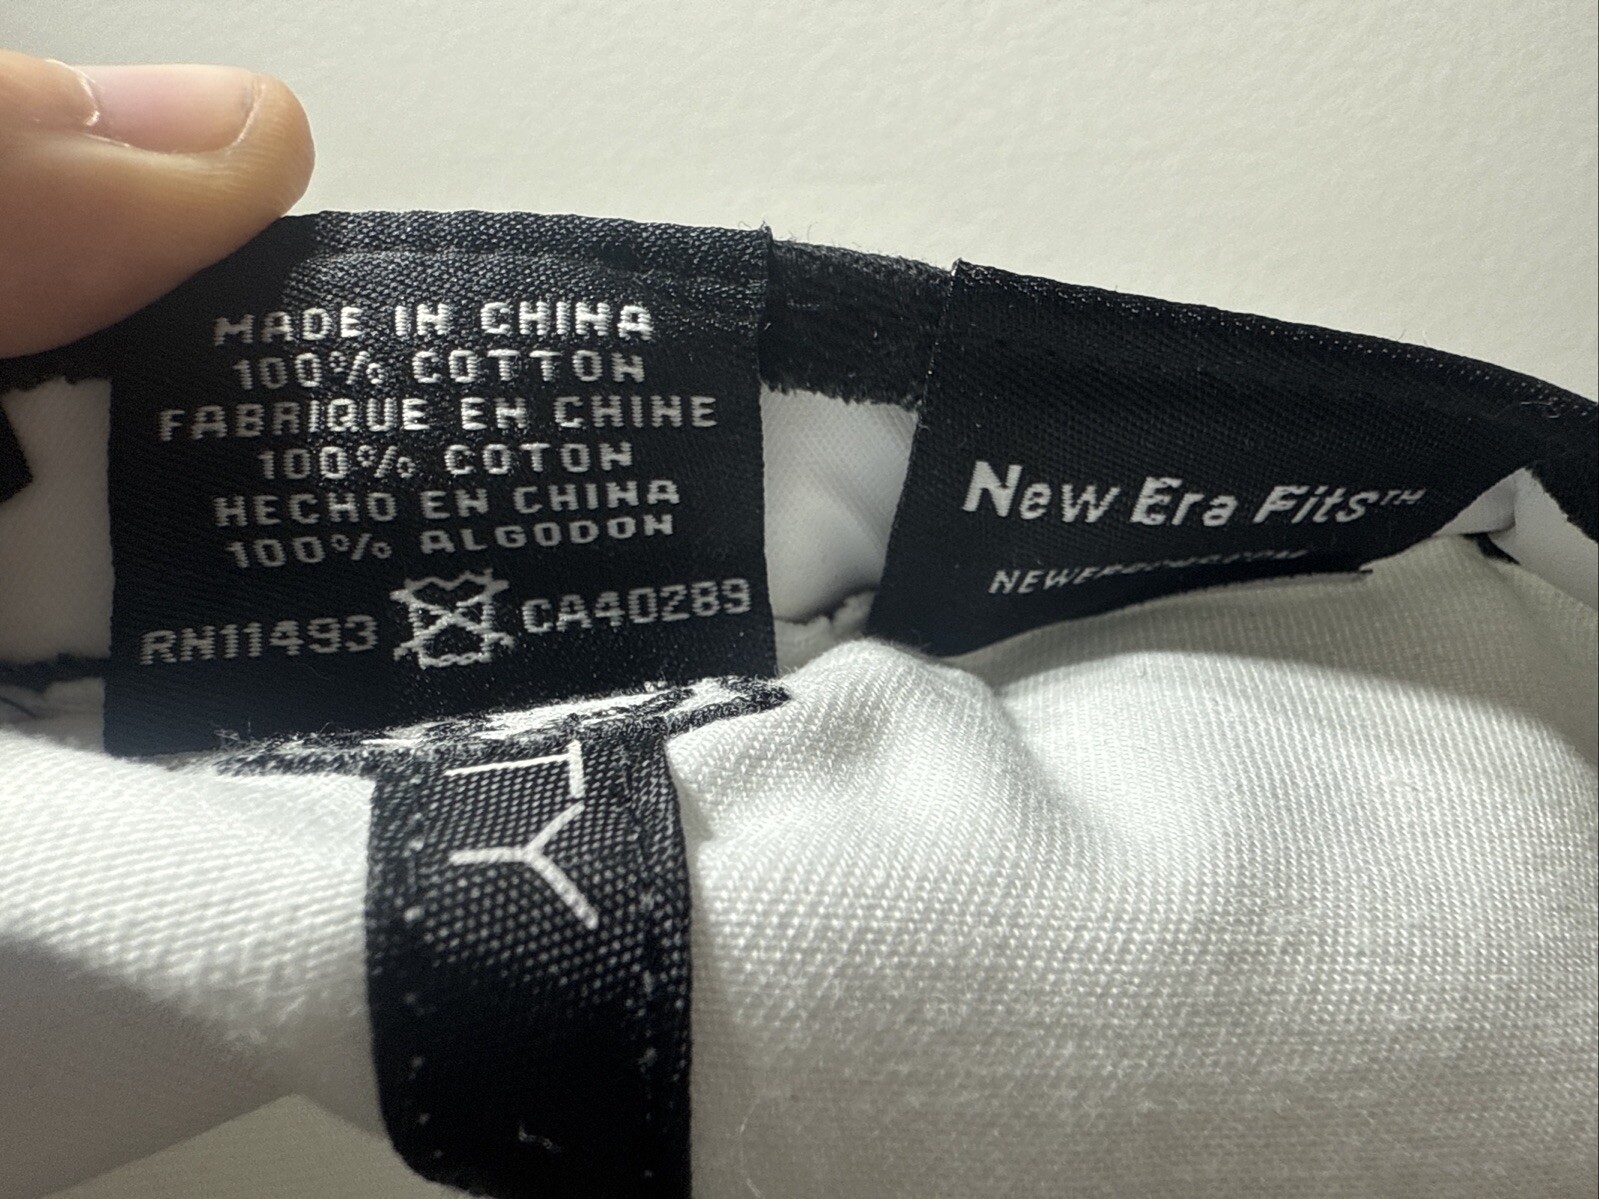 MADE IN CHINA
100% COTTON
FABRIQUE EN CHINE
100% COTON
HECHO EN CHINA
100% ALGODON
RN11493 CA40289
New Era Fits™
TY